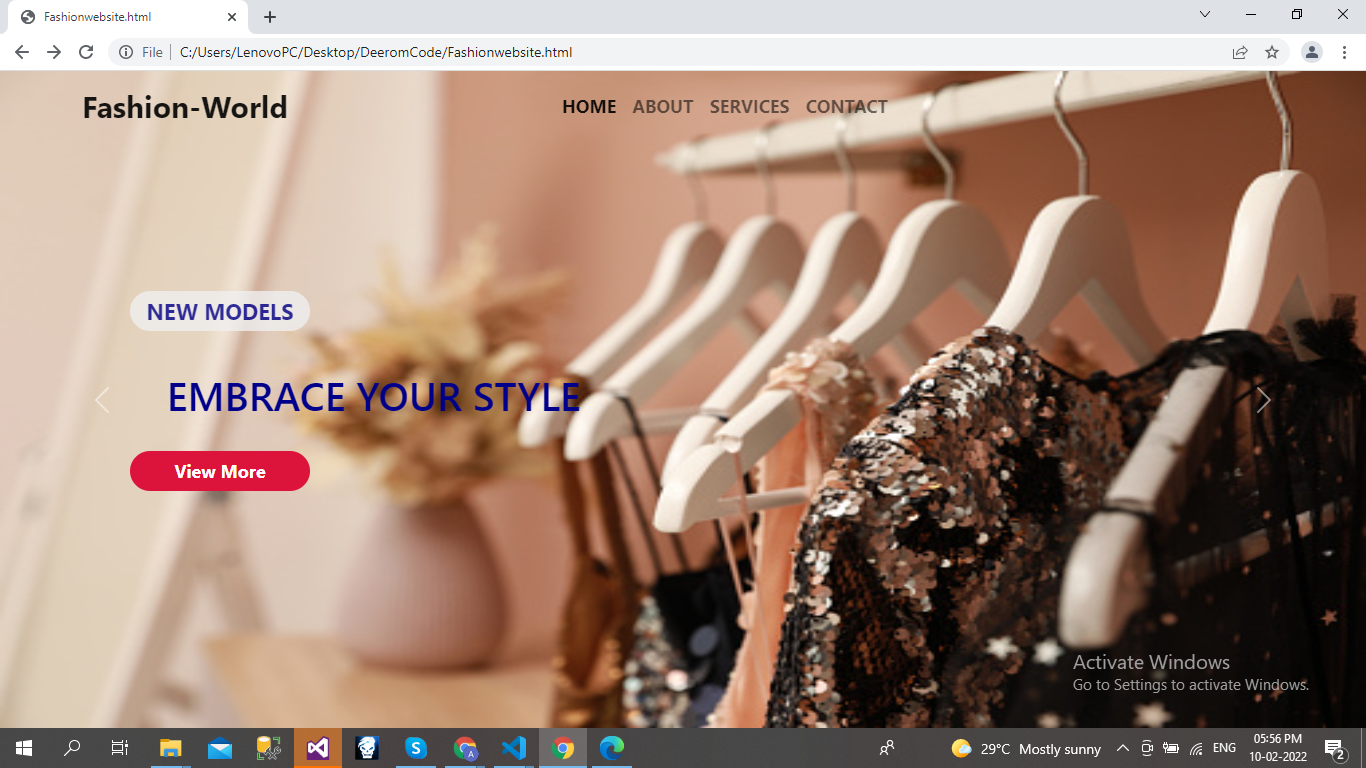 Fashionwebsite.html
File C:/Users/LenovoPC/Desktop/DeeromCode/Fashionwebsite.html
Fashion-World
HOME ABOUT SERVICES CONTACT
NEW MODELS
EMBRACE YOUR STYLE
View More
Activate Windows
Go to Settings to activate Windows.
29°C Mostly sunny
ENG
05:56 PM
10-02-2022
2